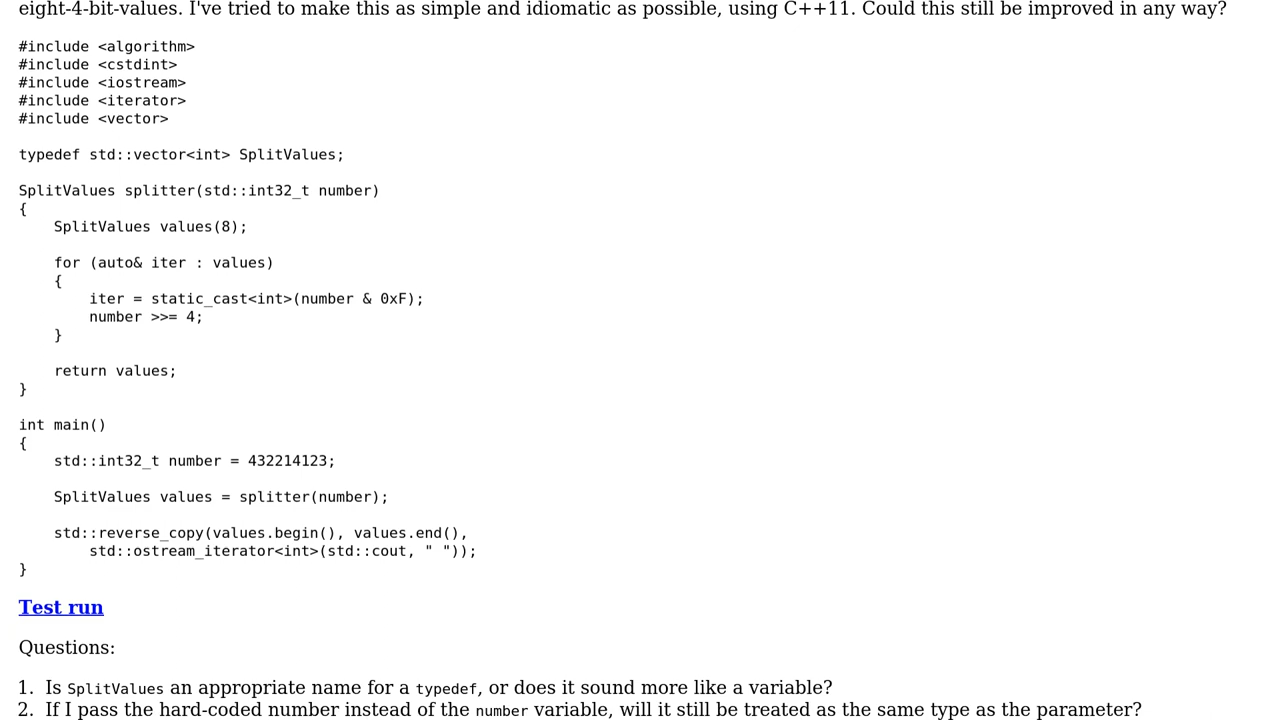 eight-4-bit-values. I've tried to make this as simple and idiomatic as possible, using C++11. Could this still be improved in any way?
#include <algorithm>
#include <cstdint>
#include <iostream>
#include <iterator>
#include <vector>
typedef std::vector<int> SplitValues;
SplitValues splitter(std::int32_t number)
{
    SplitValues values(8);
    for (auto& iter : values)
    {
        iter = static_cast<int>(number & 0xF);
        number >>= 4;
    }
    return values;
}
int main()
{
    std::int32_t number = 432214123;
    SplitValues values = splitter(number);
    std::reverse_copy(values.begin(), values.end(),
        std::ostream_iterator<int>(std::cout, " "));
}
Test run
Questions:
1. Is SplitValues an appropriate name for a typedef, or does it sound more like a variable?
2. If I pass the hard-coded number instead of the number variable, will it still be treated as the same type as the parameter?